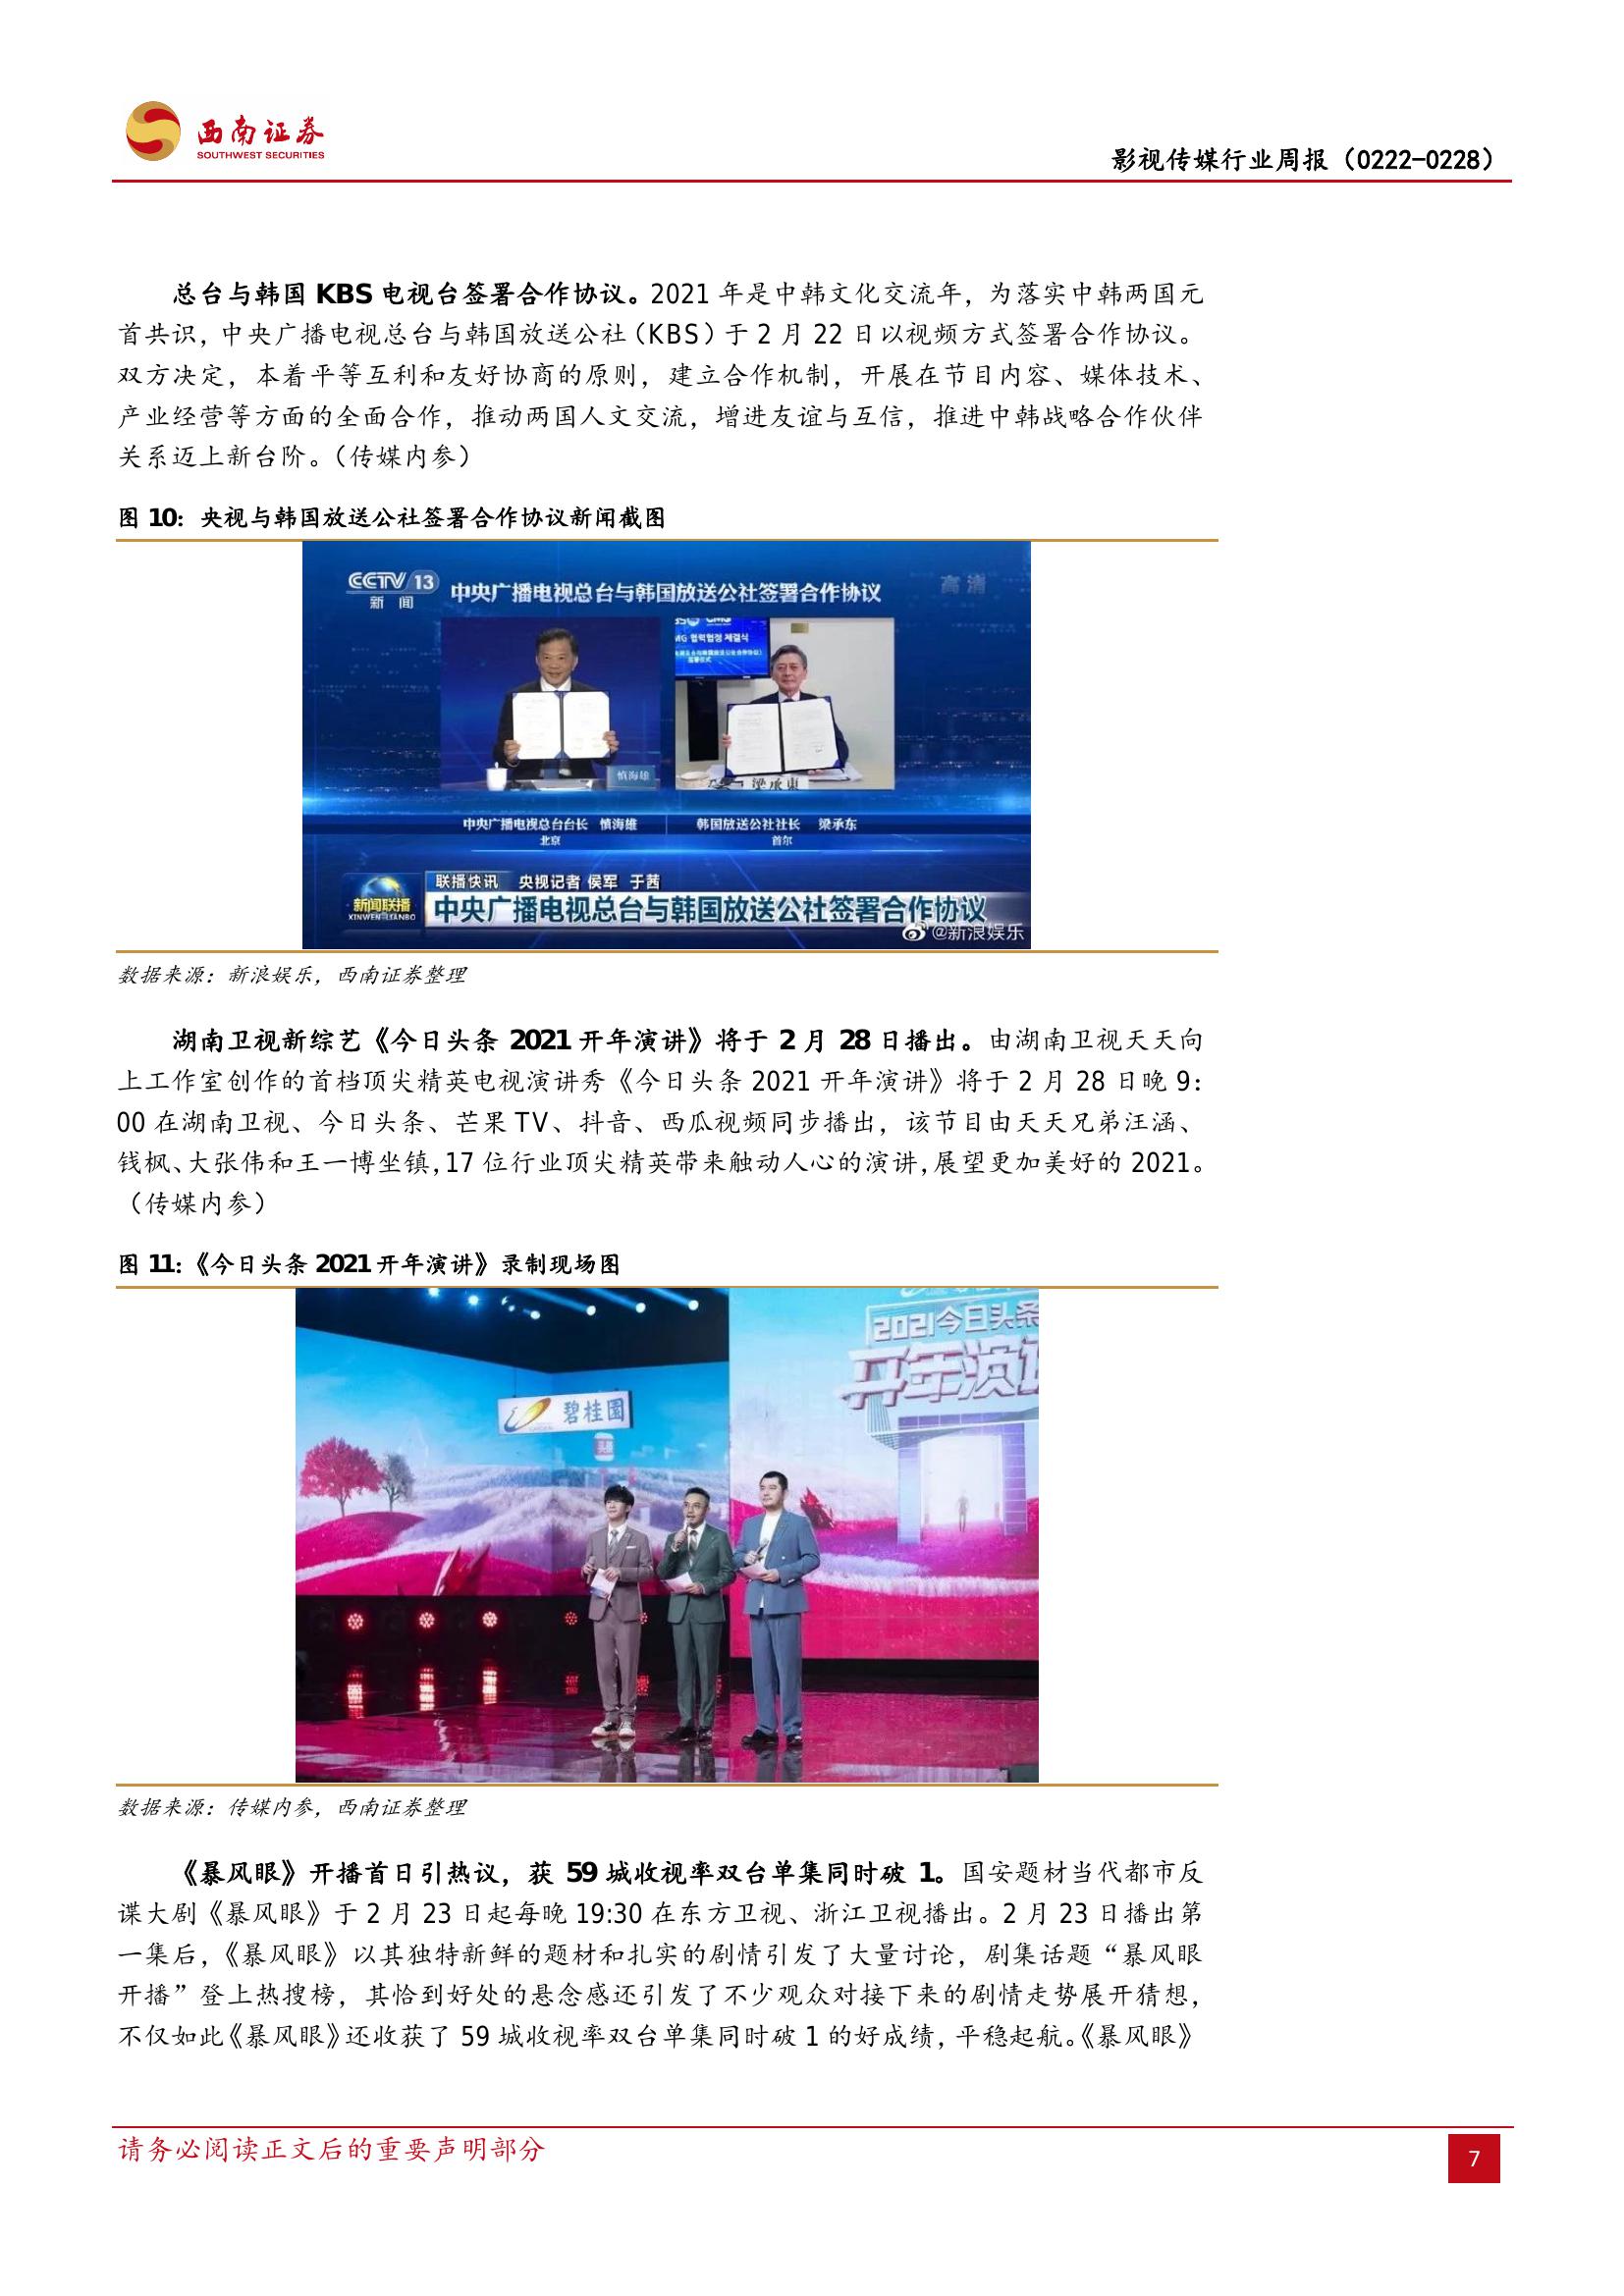 西南证券
SOUTHWEST SECURITIES
影视传媒行业周报（0222-0228）
总台与韩国 KBS 电视台签署合作协议。2021 年是中韩文化交流年，为落实中韩两国元
首共识，中央广播电视总台与韩国放送公社（KBS）于 2 月 22 日以视频方式签署合作协议。
双方决定，本着平等互利和友好协商的原则，建立合作机制，开展在节目内容、媒体技术、
产业经营等方面的全面合作，推动两国人文交流，增进友谊与互信，推进中韩战略合作伙伴
关系迈上新台阶。（传媒内参）
图 10：央视与韩国放送公社签署合作协议新闻截图
CCTV 13
新闻
中央广播电视总台与韩国放送公社签署合作协议
高清
MG 협력협정 체결식
签署仪式
慎海雄
梁承東
中央广播电视总台台长 慎海雄
北京
韩国放送公社社长 梁承东
首尔
联播快讯 央视记者 侯军 于茜
新闻联播
XINWEN LIANBO
中央广播电视总台与韩国放送公社签署合作协议
@新浪娱乐
数据来源：新浪娱乐，西南证券整理
湖南卫视新综艺《今日头条 2021 开年演讲》将于 2 月 28 日播出。由湖南卫视天天向
上工作室创作的首档顶尖精英电视演讲秀《今日头条 2021 开年演讲》将于 2 月 28 日晚 9：
00 在湖南卫视、今日头条、芒果 TV、抖音、西瓜视频同步播出，该节目由天天兄弟汪涵、
钱枫、大张伟和王一博坐镇，17 位行业顶尖精英带来触动人心的演讲，展望更加美好的 2021。
（传媒内参）
图 11：《今日头条 2021 开年演讲》录制现场图
2021今日头条
开年演讲
碧桂園
头条
数据来源：传媒内参，西南证券整理
《暴风眼》开播首日引热议，获 59 城收视率双台单集同时破 1。国安题材当代都市反
谍大剧《暴风眼》于 2 月 23 日起每晚 19:30 在东方卫视、浙江卫视播出。2 月 23 日播出第
一集后，《暴风眼》以其独特新鲜的题材和扎实的剧情引发了大量讨论，剧集话题“暴风眼
开播”登上热搜榜，其恰到好处的悬念感还引发了不少观众对接下来的剧情走势展开猜想，
不仅如此《暴风眼》还收获了 59 城收视率双台单集同时破 1 的好成绩，平稳起航。《暴风眼》
请务必阅读正文后的重要声明部分
7